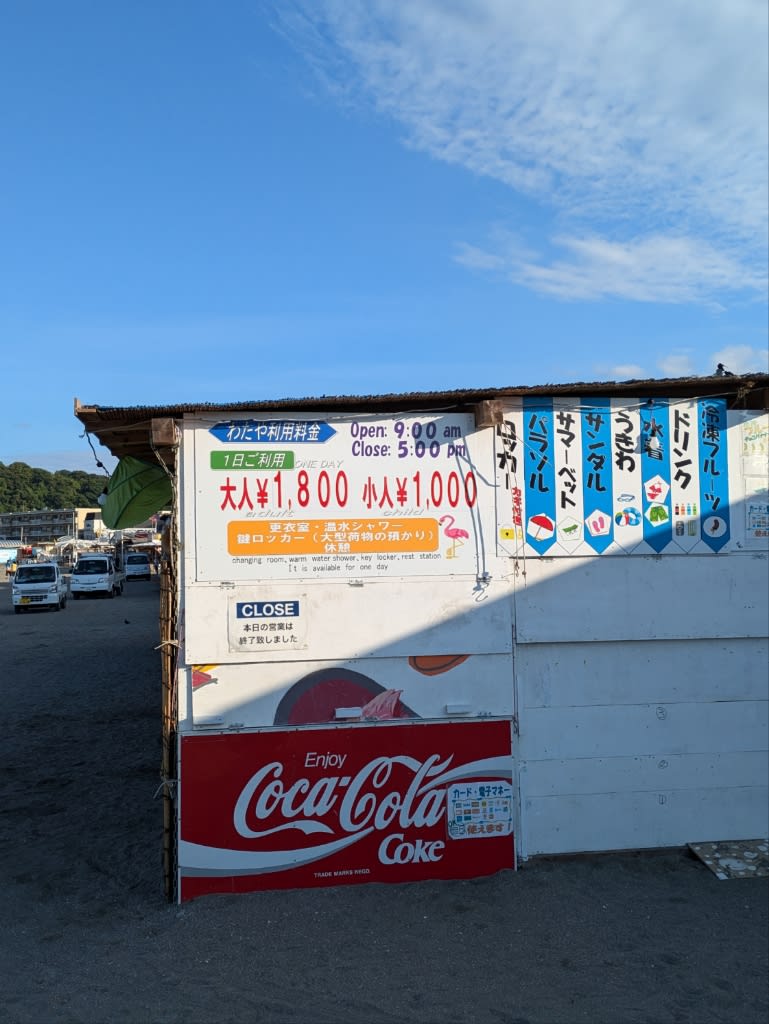 わたや利用料金
Open: 9:00 am
Close: 5:00 pm
1日ご利用
ONE DAY
大人¥1,800 小人¥1,000
adult child
更衣室・温水シャワー
鍵ロッカー(大型荷物の預かり)
休憩
changing room, warm water shower, key locker, rest station
It is available for one day
CLOSE
本日の営業は
終了致しました
Enjoy
Coca-Cola
Coke
TRADE MARKS REGD.
カード・電子マネー
使えます
ロッカー
パラソル
サマーベット
サンダル
うきわ
水着
ドリンク
冷凍フルーツ
③
②
①